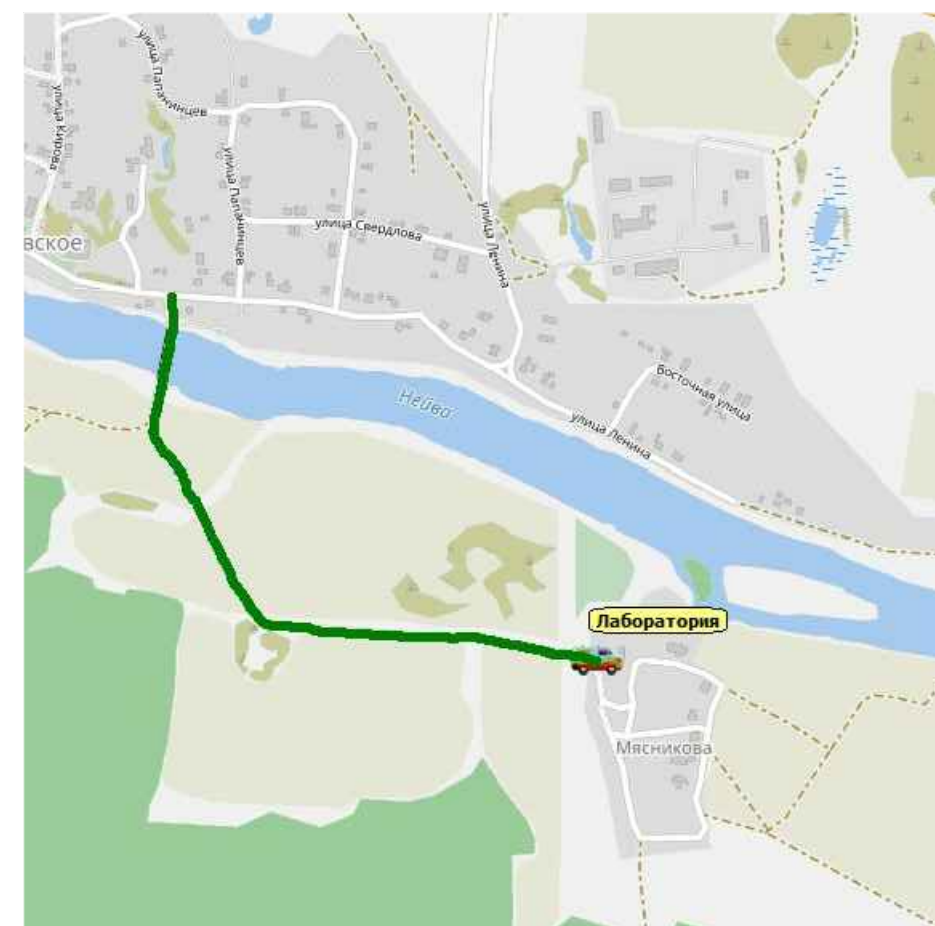 улица Папанинцев
улица Кирова
улица Папанинцев
улица Свердлова
улица Ленина
вское
Восточная улица
Нейва
улица Ленина
Лаборатория
Мясникова